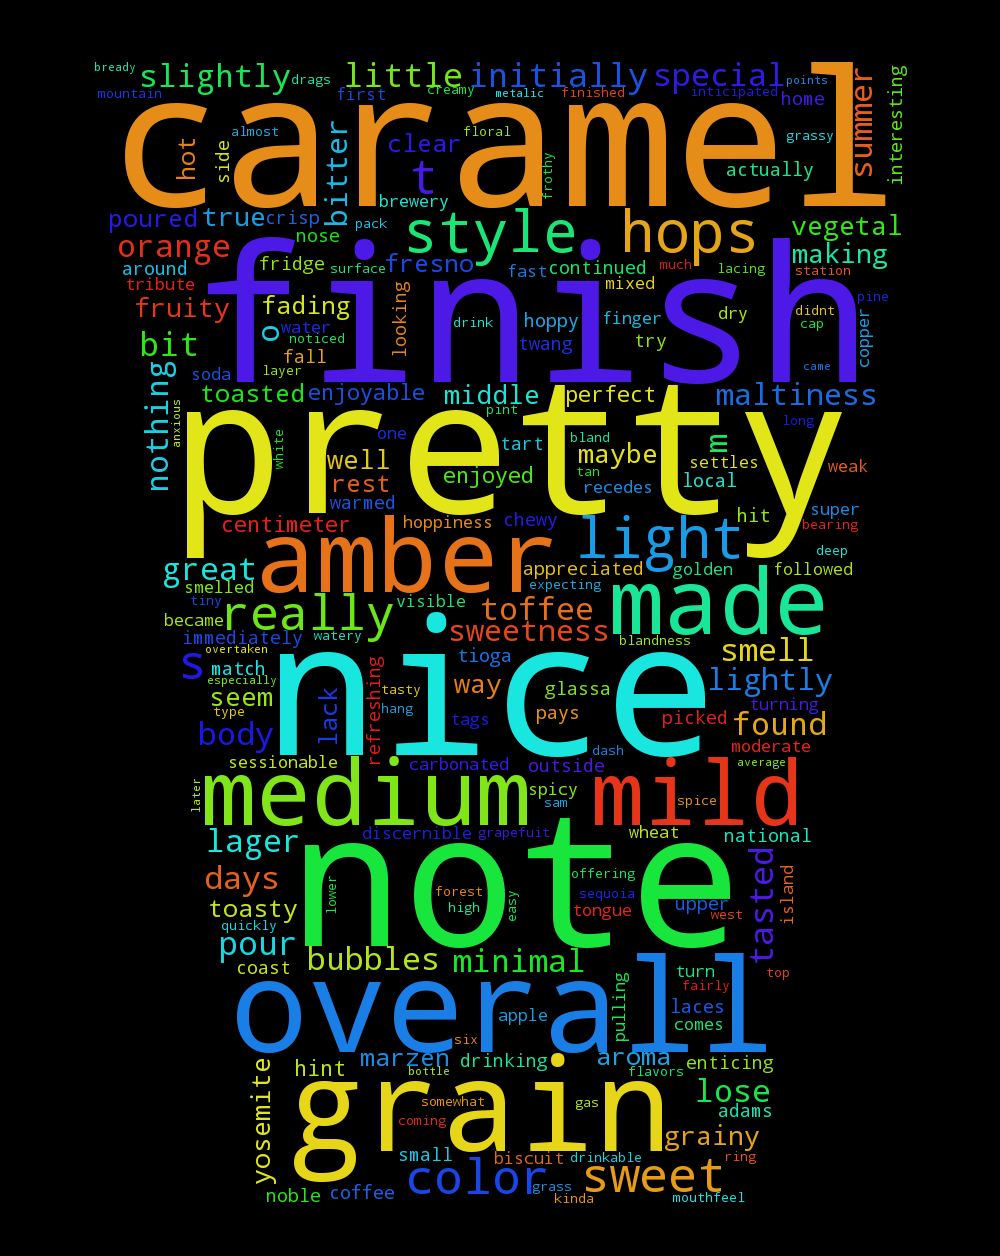 bready
slightly
drags
little
initially
special
points
mountain
first
creamy
metalic
finished
inticipated
home
summer
interesting
caramel
hot
side
almost
bitter
clear
floral
t
frothy
grassy
actually
brewery
poured
true
crisp
pack
style
hops
vegetal
orange
nose
making
around
fridge
surface
fresno
fast
continued
much
lacing
station
tribute
mixed
finish
pine
fruity
fading
looking
o
water
drink
hoppy
finger
dry
didnt
cap
copper
bit
noticed
twang
try
fall
soda
layer
came
nothing
toasted
enjoyable
middle
perfect
maltiness
anxious
pretty
pint
long
white
one
tart
bland
m
well
maybe
settles
weak
rest
enjoyed
tan
recedes
local
warmed
hit
super
centimeter
hoppiness
chewy
light
bearing
amber
deep
great
appreciated
golden
followed
smelled
expecting
tiny
really
visible
toffee
made
became
immediately
watery
sweetness
blandness
smell
overtaken
s
nice
tioga
match
especially
seem
lack
refreshing
tasty
way
glassa
lightly
type
hang
tags
pays
picked
turning
found
body
dash
moderate
sessionable
carbonated
outside
average
later
medium
spicy
sam
mild
spice
lager
discernible
grapefuit
wheat
national
note
days
lower
forest
high
easy
offering
sequoia
tongue
upper
west
tasted
island
toasty
quickly
pour
coast
bubbles
minimal
turn
top
fairly
overall
apple
pulling
laces
comes
six
marzen
drinking
aroma
enticing
yosemite
hint
bottle
flavors
grain
lose
somewhat
gas
adams
coming
grainy
small
biscuit
drinkable
ring
color
grass
sweet
noble
coffee
kinda
mouthfeel